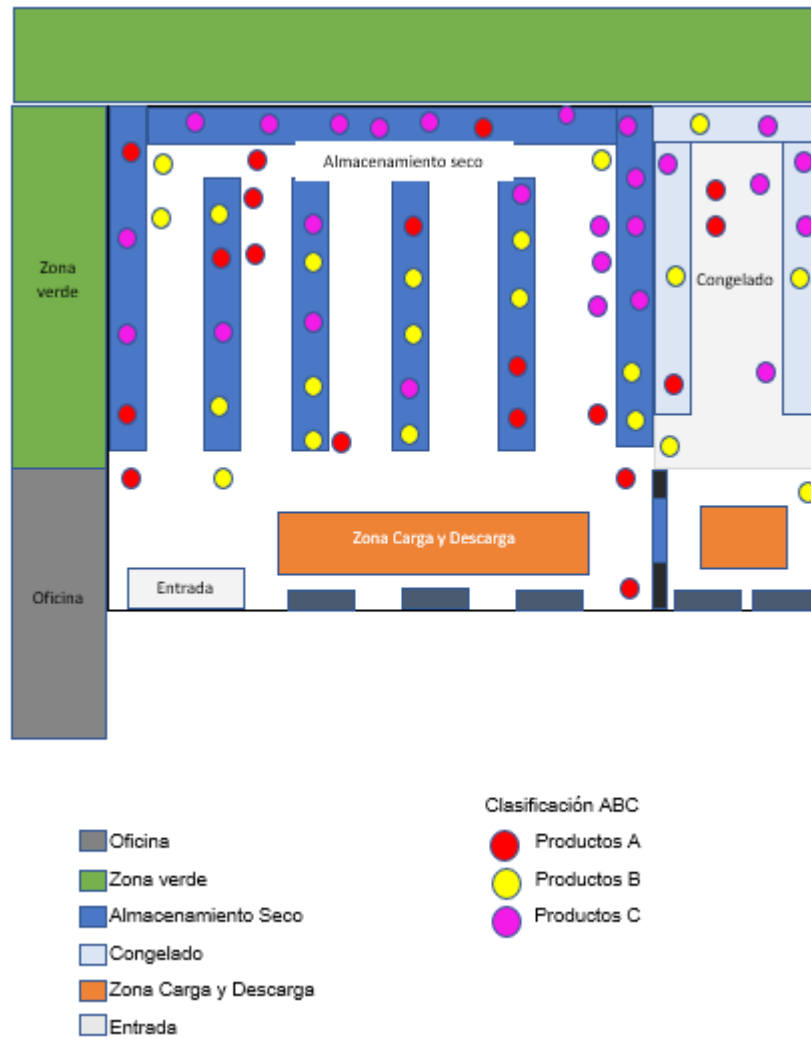 Almacenamiento seco
Zona
verde
Congelado
Zona Carga y Descarga
Entrada
Oficina
Clasificación ABC
Oficina
Productos A
Zona verde
Productos B
Almacenamiento Seco
Productos C
Congelado
Zona Carga y Descarga
Entrada